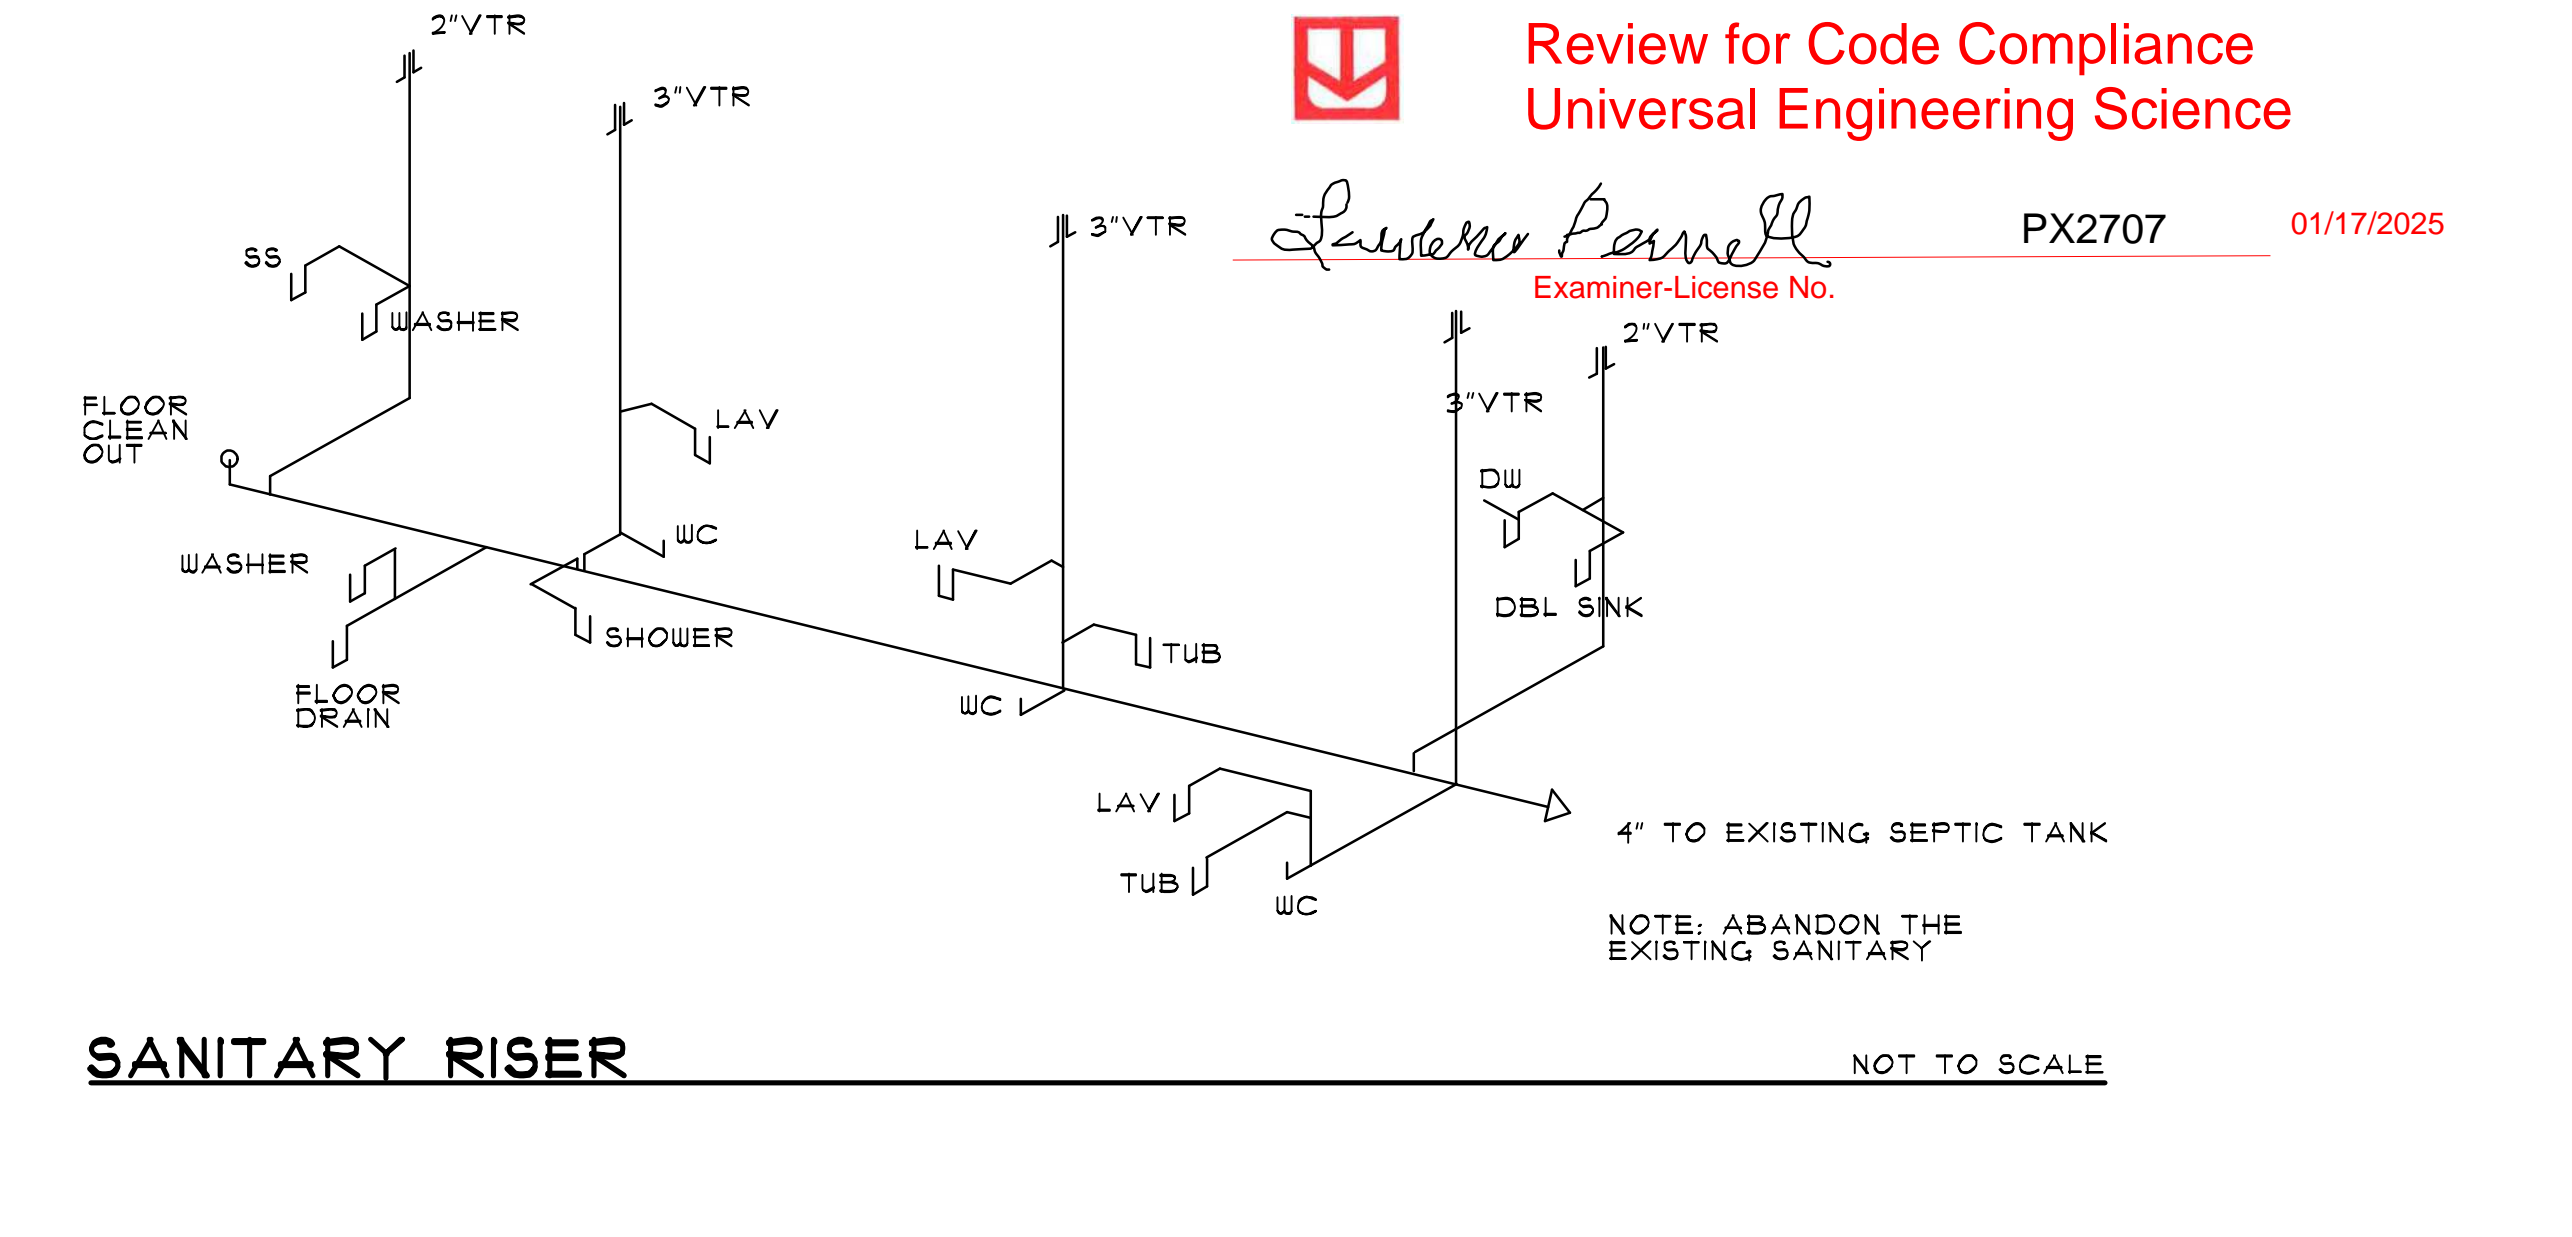 2"VTR
3"VTR
Review for Code Compliance
Universal Engineering Science
3"VTR
PX2707
01/17/2025
Examiner-License No.
SS
WASHER
2"VTR
3"VTR
FLOOR
CLEAN
OUT
LAV
DW
WC
LAV
WASHER
DBL SINK
SHOWER
TUB
FLOOR
DRAIN
WC
LAV
4" TO EXISTING SEPTIC TANK
TUB
WC
NOTE: ABANDON THE
EXISTING SANITARY
SANITARY RISER
NOT TO SCALE